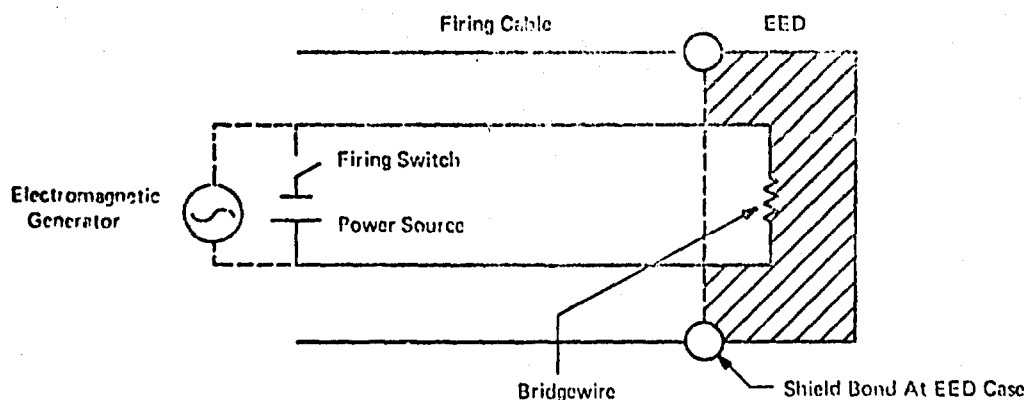 Firing Cable
EED
Firing Switch
Electromagnetic
Generator
Power Source
Bridgewire
Shield Bond At EED Case